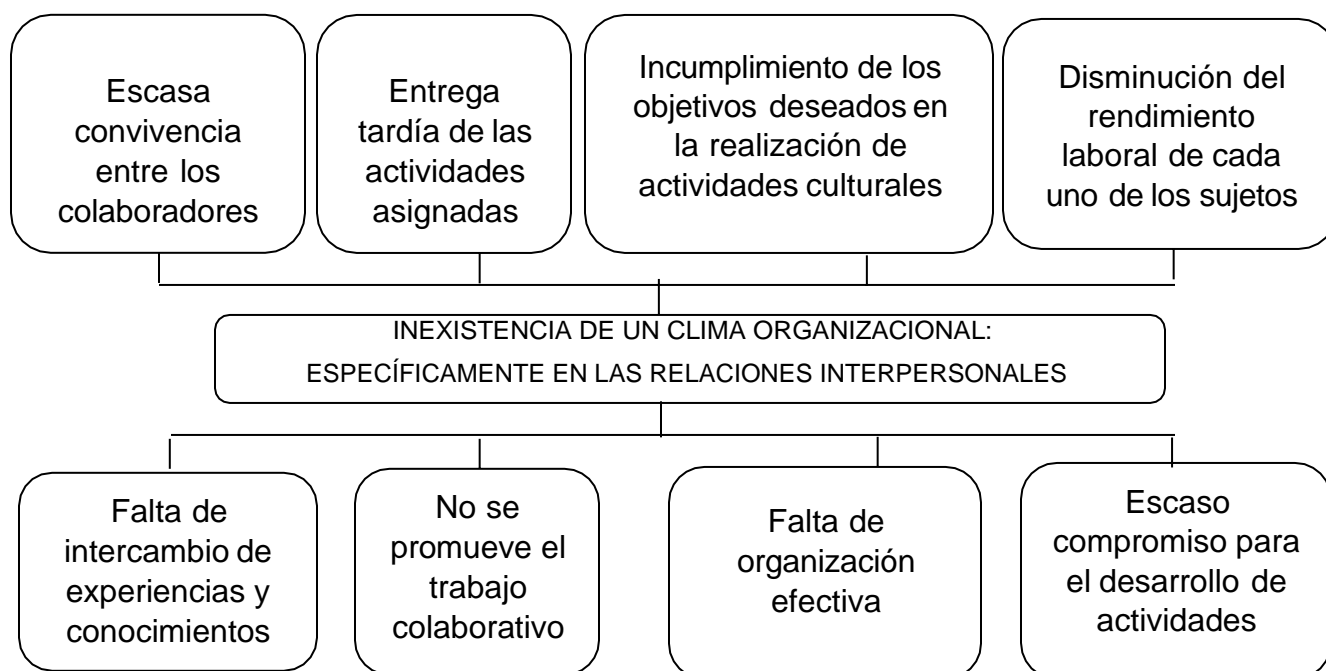 Escasa
convivencia
entre los
colaboradores
Entrega
tardía de las
actividades
asignadas
Incumplimiento de los
objetivos deseados en
la realización de
actividades culturales
Disminución del
rendimiento
laboral de cada
uno de los sujetos
INEXISTENCIA DE UN CLIMA ORGANIZACIONAL:
ESPECÍFICAMENTE EN LAS RELACIONES INTERPERSONALES
Falta de
intercambio de
experiencias y
conocimientos
No se
promueve el
trabajo
colaborativo
Falta de
organización
efectiva
Escaso
compromiso para
el desarrollo de
actividades